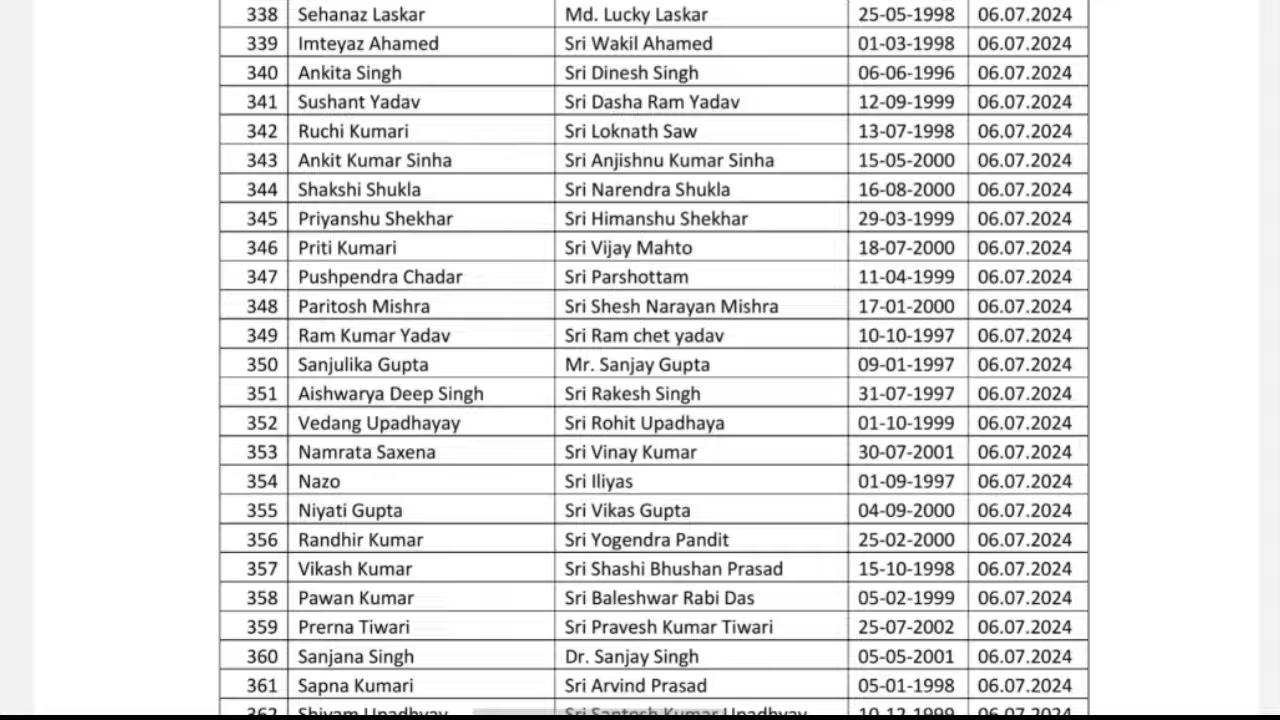 338 Sehanaz Laskar Md. Lucky Laskar 25-05-1998 06.07.2024
339 Imteyaz Ahamed Sri Wakil Ahamed 01-03-1998 06.07.2024
340 Ankita Singh Sri Dinesh Singh 06-06-1996 06.07.2024
341 Sushant Yadav Sri Dasha Ram Yadav 12-09-1999 06.07.2024
342 Ruchi Kumari Sri Loknath Saw 13-07-1998 06.07.2024
343 Ankit Kumar Sinha Sri Anjishnu Kumar Sinha 15-05-2000 06.07.2024
344 Shakshi Shukla Sri Narendra Shukla 16-08-2000 06.07.2024
345 Priyanshu Shekhar Sri Himanshu Shekhar 29-03-1999 06.07.2024
346 Priti Kumari Sri Vijay Mahto 18-07-2000 06.07.2024
347 Pushpendra Chadar Sri Parshottam 11-04-1999 06.07.2024
348 Paritosh Mishra Sri Shesh Narayan Mishra 17-01-2000 06.07.2024
349 Ram Kumar Yadav Sri Ram chet yadav 10-10-1997 06.07.2024
350 Sanjulika Gupta Mr. Sanjay Gupta 09-01-1997 06.07.2024
351 Aishwarya Deep Singh Sri Rakesh Singh 31-07-1997 06.07.2024
352 Vedang Upadhayay Sri Rohit Upadhaya 01-10-1999 06.07.2024
353 Namrata Saxena Sri Vinay Kumar 30-07-2001 06.07.2024
354 Nazo Sri Iliyas 01-09-1997 06.07.2024
355 Niyati Gupta Sri Vikas Gupta 04-09-2000 06.07.2024
356 Randhir Kumar Sri Yogendra Pandit 25-02-2000 06.07.2024
357 Vikash Kumar Sri Shashi Bhushan Prasad 15-10-1998 06.07.2024
358 Pawan Kumar Sri Baleshwar Rabi Das 05-02-1999 06.07.2024
359 Prerna Tiwari Sri Pravesh Kumar Tiwari 25-07-2002 06.07.2024
360 Sanjana Singh Dr. Sanjay Singh 05-05-2001 06.07.2024
361 Sapna Kumari Sri Arvind Prasad 05-01-1998 06.07.2024
362 Shivam Upadhyay Sri Santosh Kumar Upadhyay 10-12-1999 06.07.2024